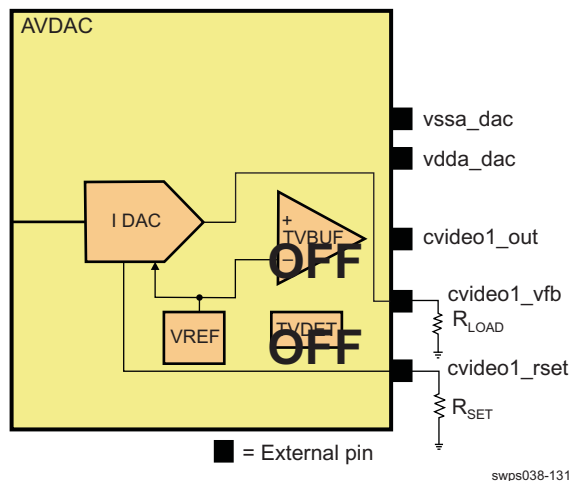 AVDAC
vssa_dac
vdda_dac
I DAC
+
TVBUF
−
OFF
cvideo1_out
cvideo1_vfb
RLOAD
VREF
TVDET
OFF
cvideo1_rset
RSET
= External pin
swps038-131